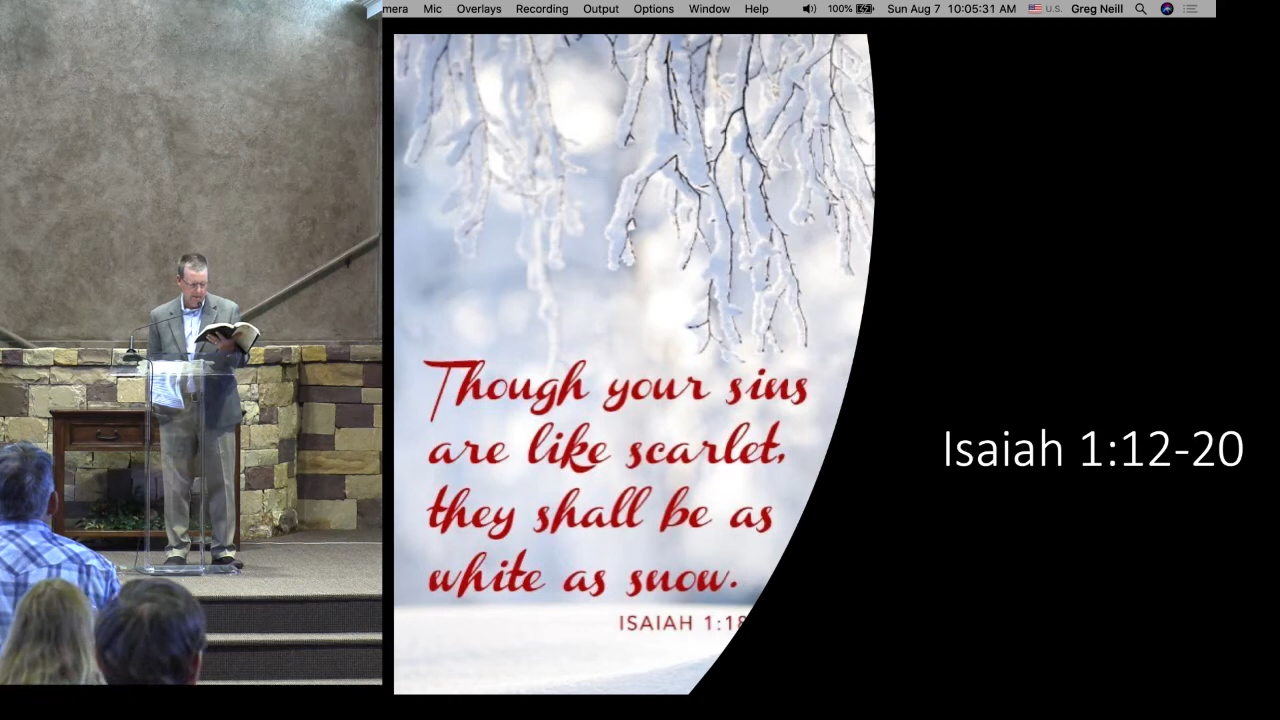 mera Mic Overlays Recording Output Options Window Help 100% Sun Aug 7 10:05:31 AM U.S. Greg Neill
Though your sins
are like scarlet,
they shall be as
white as snow.
ISAIAH 1:18
Isaiah 1:12-20